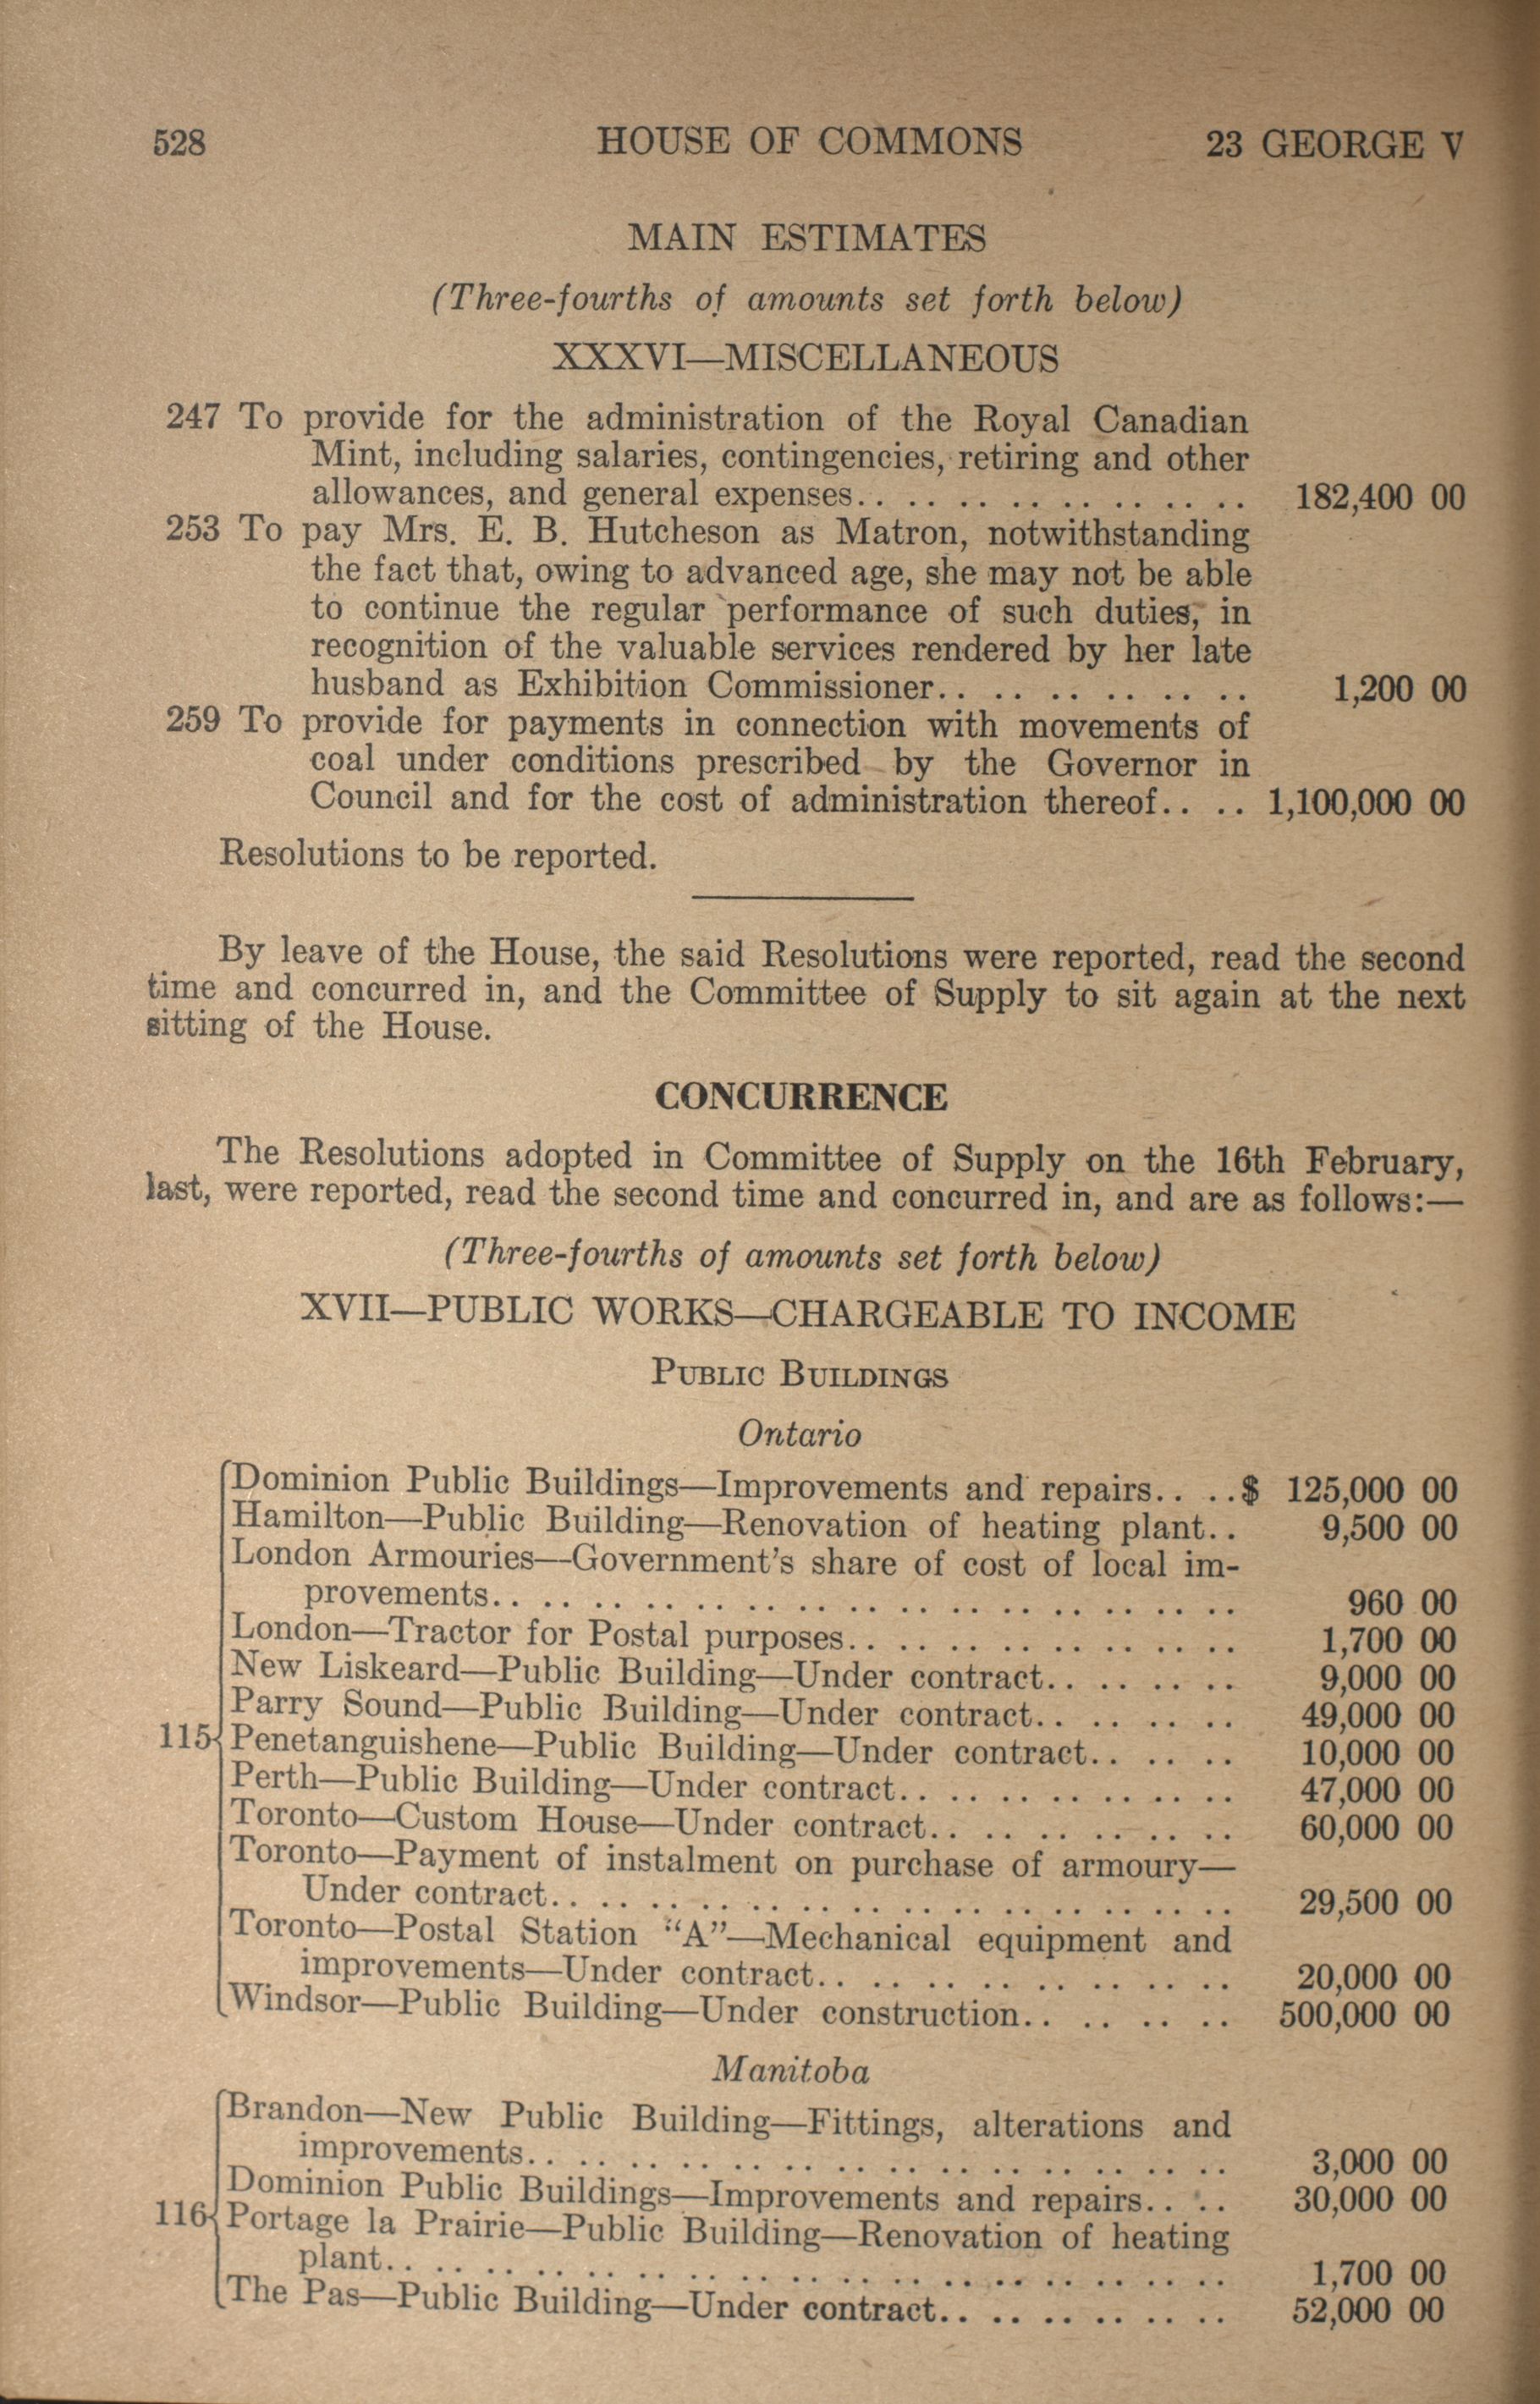 528 HOUSE OF COMMONS 23 GEORGE V
MAIN ESTIMATES
(Three-fourths of amounts set forth below)
XXXVI—MISCELLANEOUS
247 To provide for the administration of the Royal Canadian
Mint, including salaries, contingencies, retiring and other
allowances, and general expenses.. .. .. .. .. .. .. .. 182,400 00
253 To pay Mrs. E. B. Hutcheson as Matron, notwithstanding
the fact that, owing to advanced age, she may not be able
to continue the regular performance of such duties, in
recognition of the valuable services rendered by her late
husband as Exhibition Commissioner.. .. .. .. .. .. 1,200 00
259 To provide for payments in connection with movements of
coal under conditions prescribed by the Governor in
Council and for the cost of administration thereof.. .. 1,100,000 00
Resolutions to be reported.
By leave of the House, the said Resolutions were reported, read the second
time and concurred in, and the Committee of Supply to sit again at the next
sitting of the House.
CONCURRENCE
The Resolutions adopted in Committee of Supply on the 16th February,
last, were reported, read the second time and concurred in, and are as follows:—
(Three-fourths of amounts set forth below)
XVII—PUBLIC WORKS—CHARGEABLE TO INCOME
PUBLIC BUILDINGS
Ontario
Dominion Public Buildings—Improvements and repairs.. ..$ 125,000 00
Hamilton—Public Building—Renovation of heating plant.. 9,500 00
London Armouries—Government's share of cost of local im-
provements.. .. .. .. .. .. .. .. .. .. .. .. .. .. .. 960 00
London—Tractor for Postal purposes.. .. .. .. .. .. .. .. 1,700 00
New Liskeard—Public Building—Under contract.. .. .. .. 9,000 00
Parry Sound—Public Building—Under contract.. .. .. .. 49,000 00
115 Penetanguishene—Public Building—Under contract.. .. .. 10,000 00
Perth—Public Building—Under contract.. .. .. .. .. .. .. 47,000 00
Toronto—Custom House—Under contract.. .. .. .. .. .. 60,000 00
Toronto—Payment of instalment on purchase of armoury—
Under contract.. .. .. .. .. .. .. .. .. .. .. .. .. .. 29,500 00
Toronto—Postal Station "A"—Mechanical equipment and
improvements—Under contract.. .. .. .. .. .. .. .. .. 20,000 00
Windsor—Public Building—Under construction.. .. .. .. 500,000 00
Manitoba
Brandon—New Public Building—Fittings, alterations and
improvements.. .. .. .. .. .. .. .. .. .. .. .. .. .. 3,000 00
Dominion Public Buildings—Improvements and repairs.. .. 30,000 00
116 Portage la Prairie—Public Building—Renovation of heating
plant.. .. .. .. .. .. .. .. .. .. .. .. .. .. .. .. .. 1,700 00
The Pas—Public Building—Under contract.. .. .. .. .. .. 52,000 00